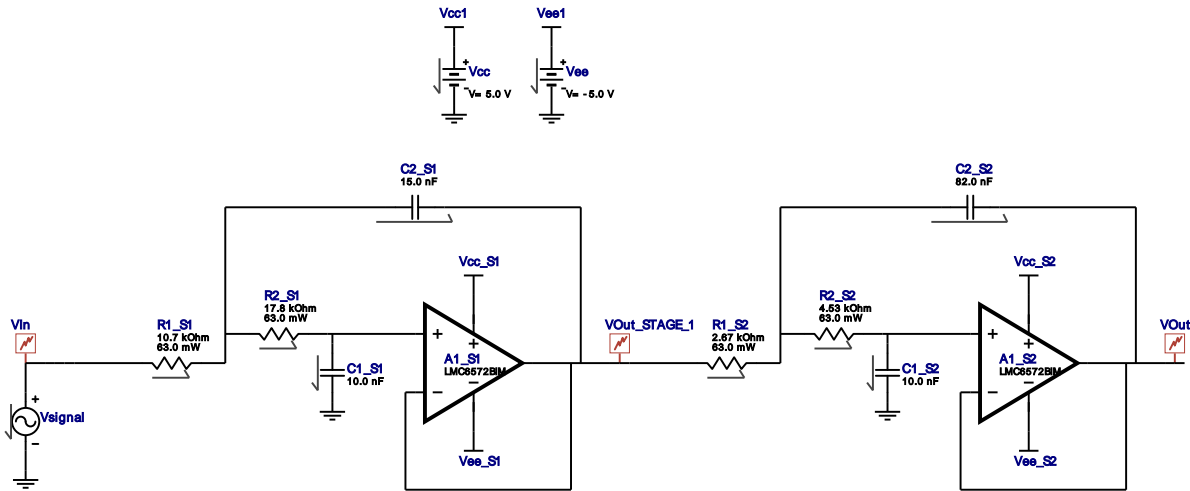 Vcc1
Vee1
+
Vcc
-
V= 5.0 V
+
Vee
-
V= -5.0 V
C2_S1
15.0 nF
C2_S2
82.0 nF
Vcc_S1
Vcc_S2
Vin
R1_S1
10.7 kOhm
63.0 mW
R2_S1
17.8 kOhm
63.0 mW
VOut_STAGE_1
R1_S2
2.67 kOhm
63.0 mW
R2_S2
4.53 kOhm
63.0 mW
VOut
+
+
A1_S1
LMC6572BIM
-
-
C1_S1
10.0 nF
+
+
A1_S2
LMC6572BIM
-
-
C1_S2
10.0 nF
+
Vsignal
-
Vee_S1
Vee_S2